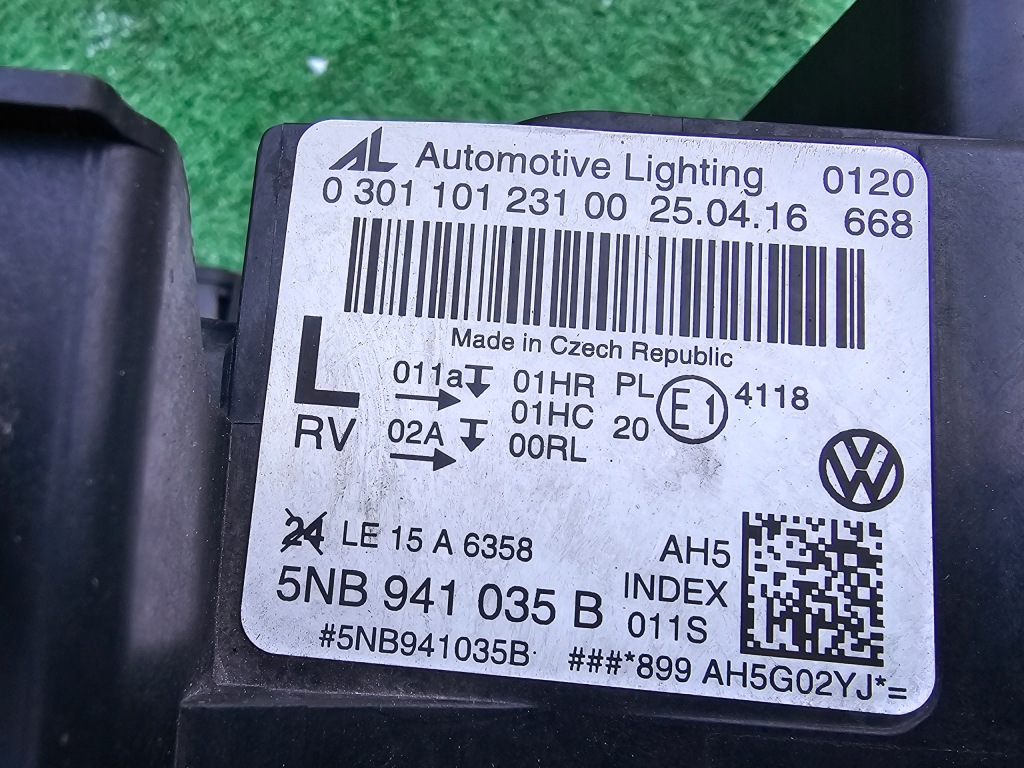 AL Automotive Lighting 0120
0 301 101 231 00 25.04.16 668
Made in Czech Republic
L 011a 01HR PL E1 4118
01HC 20
RV 02A 00RL
VW
24 LE 15 A 6358 AH5
5NB 941 035 B INDEX
011S
#5NB941035B ###*899 AH5G02YJ*=